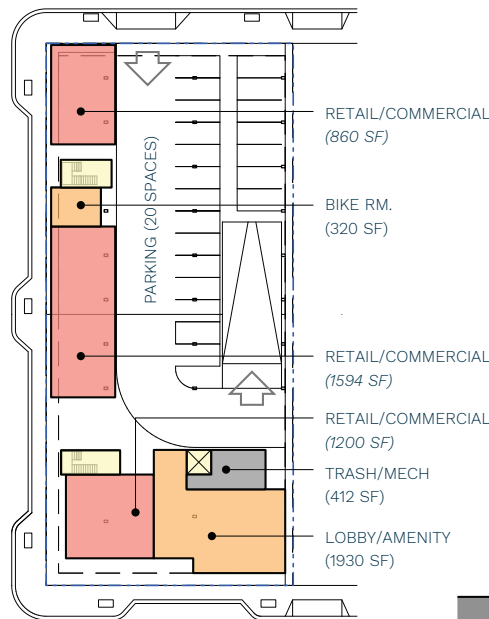 RETAIL/COMMERCIAL
(860 SF)
PARKING (20 SPACES)
BIKE RM.
(320 SF)
RETAIL/COMMERCIAL
(1594 SF)
RETAIL/COMMERCIAL
(1200 SF)
TRASH/MECH
(412 SF)
LOBBY/AMENITY
(1930 SF)